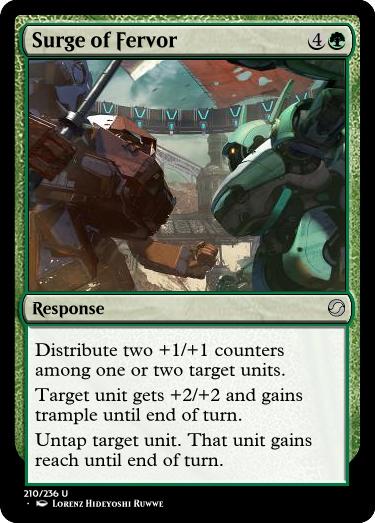 Surge of Fervor 4
Response
Distribute two +1/+1 counters
among one or two target units.
Target unit gets +2/+2 and gains
trample until end of turn.
Untap target unit. That unit gains
reach until end of turn.
210/236 U
· Lorenz Hideyoshi Ruwwe